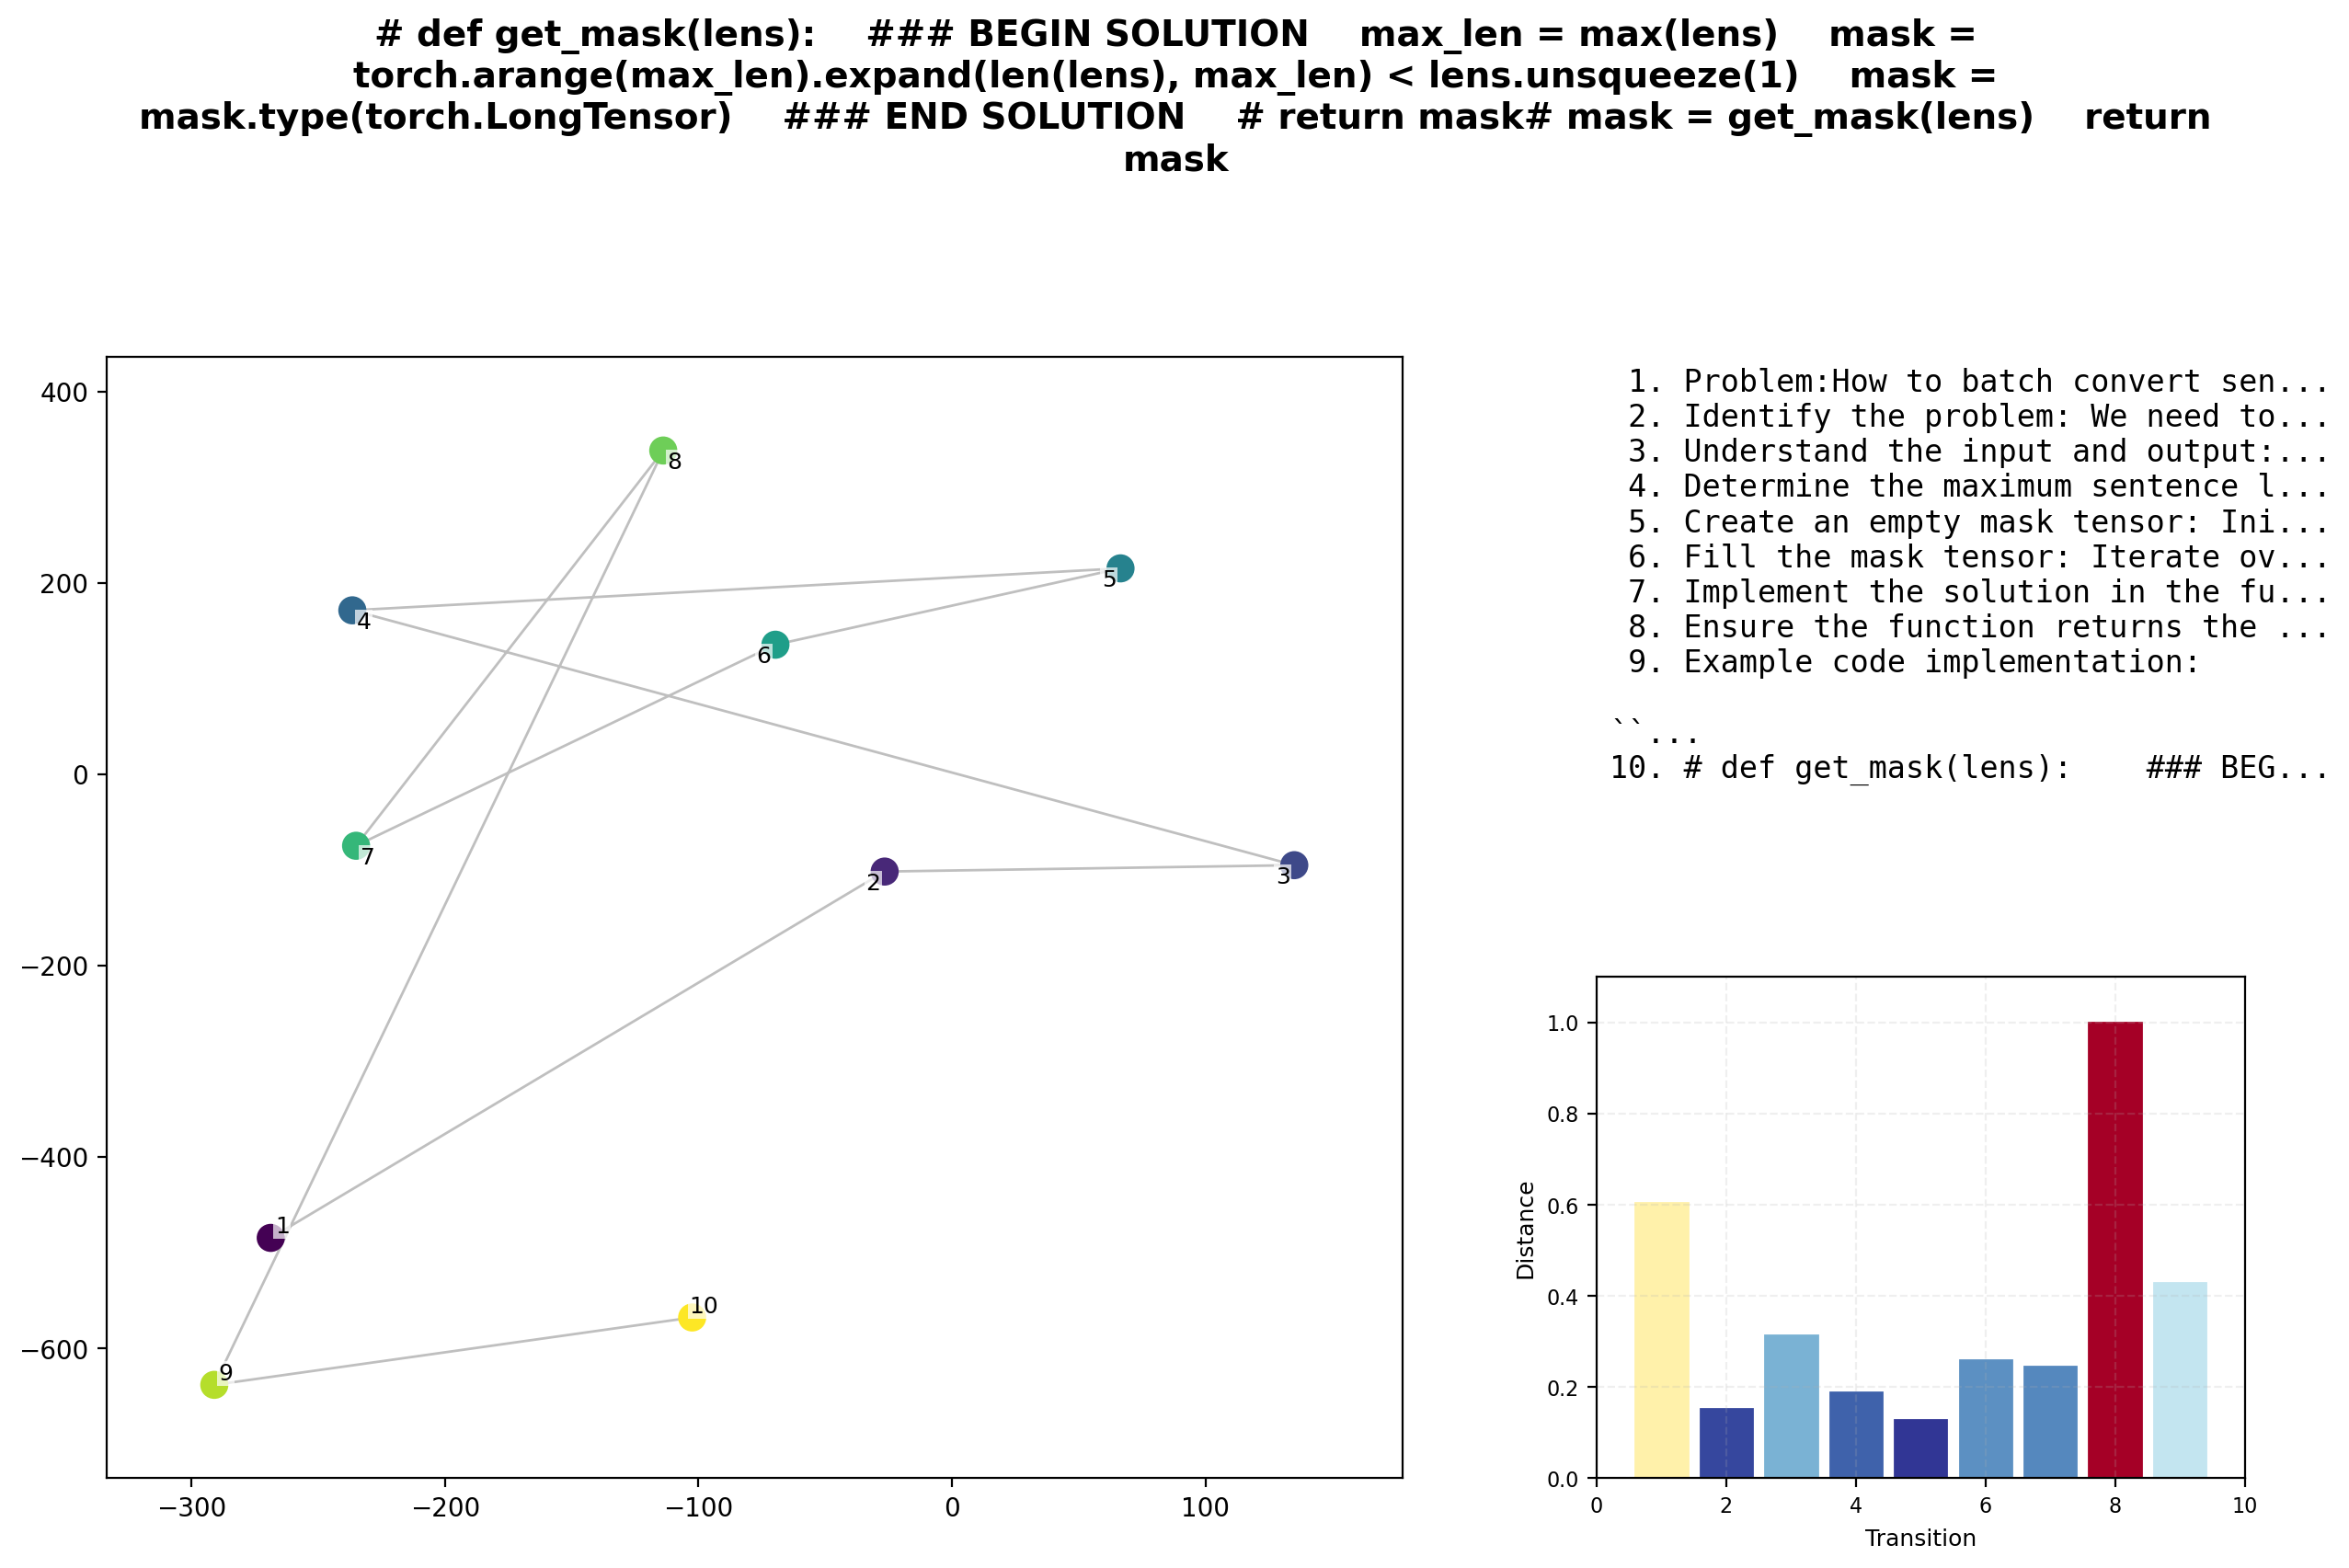 # def get_mask(lens):    ### BEGIN SOLUTION    max_len = max(lens)    mask =
torch.arange(max_len).expand(len(lens), max_len) < lens.unsqueeze(1)    mask =
mask.type(torch.LongTensor)    ### END SOLUTION    # return mask# mask = get_mask(lens)    return
mask
400
200
0
−200
−400
−600
−300
−200
−100
0
100
1
2
3
4
5
6
7
8
9
10
1. Problem:How to batch convert sen...
2. Identify the problem: We need to...
3. Understand the input and output:...
4. Determine the maximum sentence l...
5. Create an empty mask tensor: Ini...
6. Fill the mask tensor: Iterate ov...
7. Implement the solution in the fu...
8. Ensure the function returns the ...
9. Example code implementation:
``...
10. # def get_mask(lens):    ### BEG...
Distance
1.0
0.8
0.6
0.4
0.2
0.0
0
2
4
6
8
10
Transition